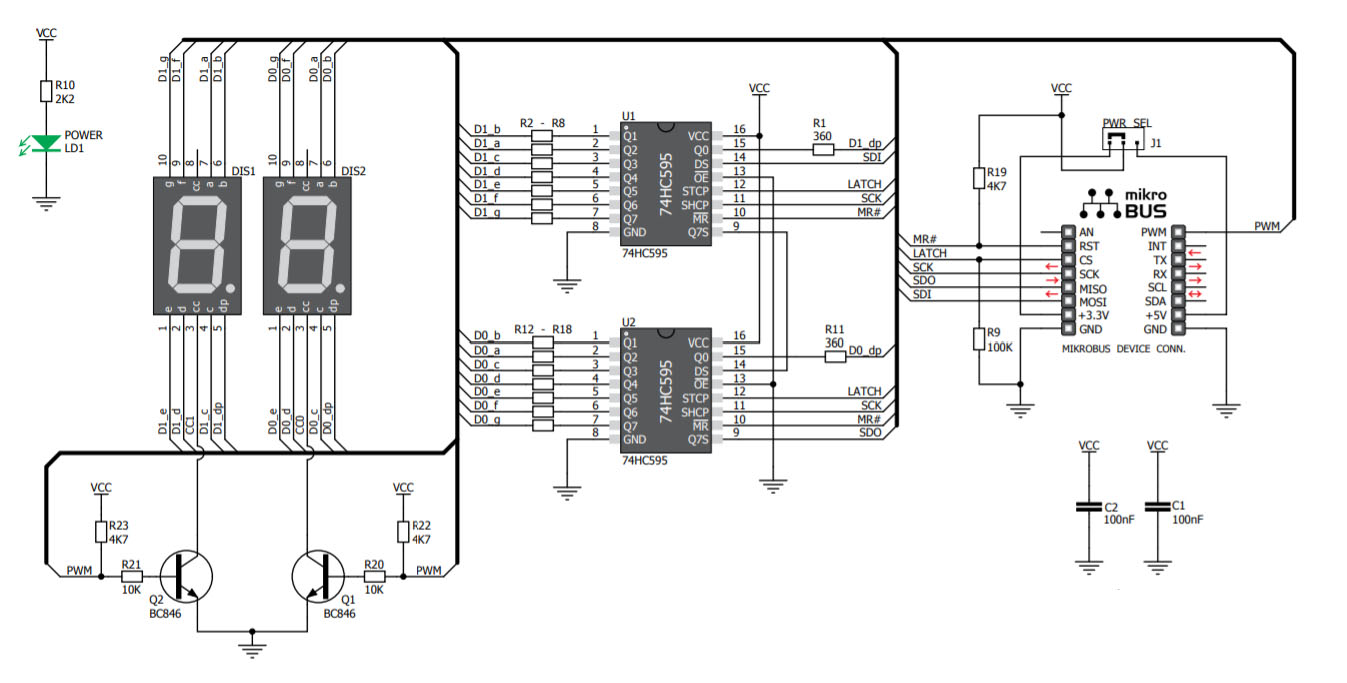 VCC
R10
2K2
POWER
LD1
D1_g
D1_f
D1_a
D1_b
D0_g
D0_f
D0_a
D0_b
10
9
8
7
6
10
9
8
7
6
DIS1
DIS2
g f cc a b
g f cc a b
e d cc c dp
e d cc c dp
1 2 3 4 5
1 2 3 4 5
D1_e
D1_d
CC1
D1_c
D1_dp
D0_e
D0_d
CC0
D0_c
D0_dp
VCC
R23
4K7
PWM
R21
10K
Q2
BC846
VCC
R22
4K7
PWM
R20
10K
Q1
BC846
R2 - R8
D1_b
D1_a
D1_c
D1_d
D1_e
D1_f
D1_g
1
2
3
4
5
6
7
8
U1
Q1
Q2
Q3
Q4
Q5
Q6
Q7
GND
74HC595
VCC
Q0
DS
OE
STCP
SHCP
MR
Q7S
74HC595
16
15
14
13
12
11
10
9
VCC
R1
360
D1_dp
SDI
LATCH
SCK
MR#
R12 - R18
D0_b
D0_a
D0_c
D0_d
D0_e
D0_f
D0_g
1
2
3
4
5
6
7
8
U2
Q1
Q2
Q3
Q4
Q5
Q6
Q7
GND
74HC595
VCC
Q0
DS
OE
STCP
SHCP
MR
Q7S
74HC595
16
15
14
13
12
11
10
9
R11
360
D0_dp
LATCH
SCK
MR#
SDO
VCC
PWR SEL
J1
R19
4K7
mikro
BUS
MR#
LATCH
SCK
SDO
SDI
AN
RST
CS
SCK
MISO
MOSI
+3.3V
GND
PWM
INT
TX
RX
SCL
SDA
+5V
GND
PWM
R9
100K
MIKROBUS DEVICE CONN.
VCC
C2
100nF
VCC
C1
100nF